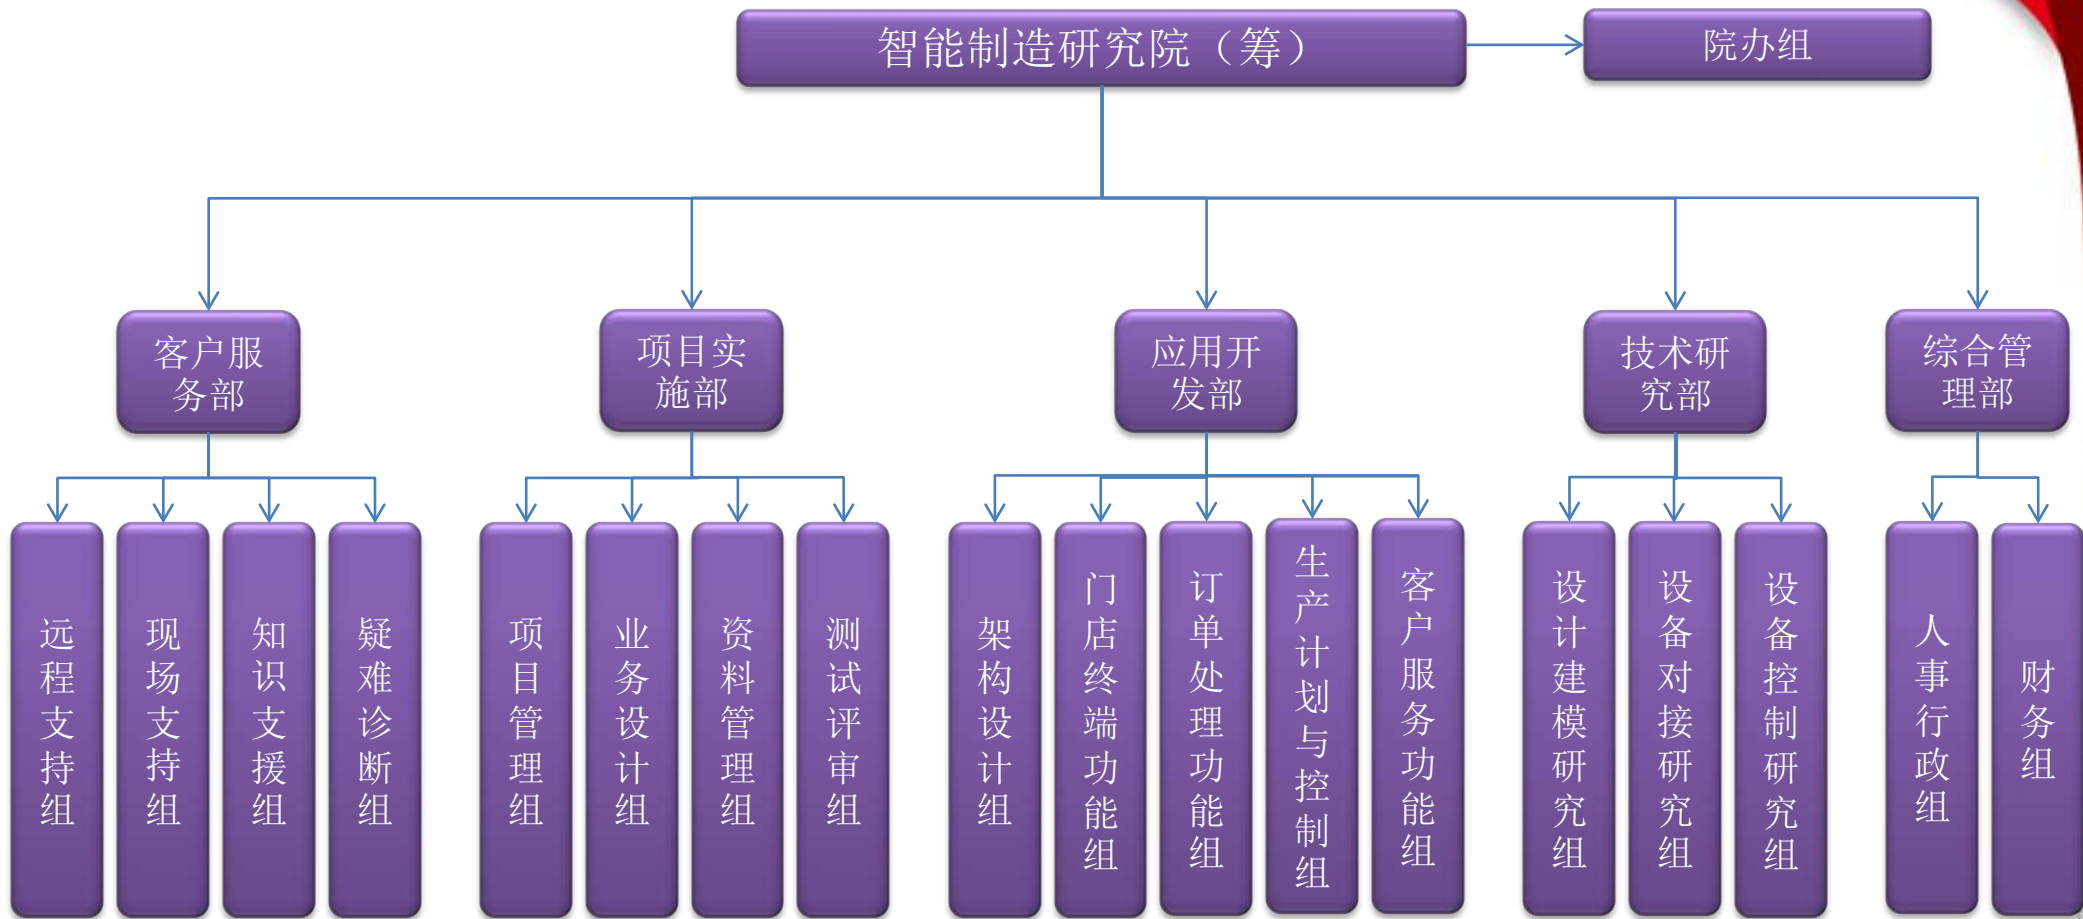 智能制造研究院（筹）
院办组
客户服
务部
项目实
施部
应用开
发部
技术研
究部
综合管
理部
远程支持组
现场支持组
知识支援组
疑难诊断组
项目管理组
业务设计组
资料管理组
测试评审组
架构设计组
门店终端功能组
订单处理功能组
生产计划与控制组
客户服务功能组
设计建模研究组
设备对接研究组
设备控制研究组
人事行政组
财务组